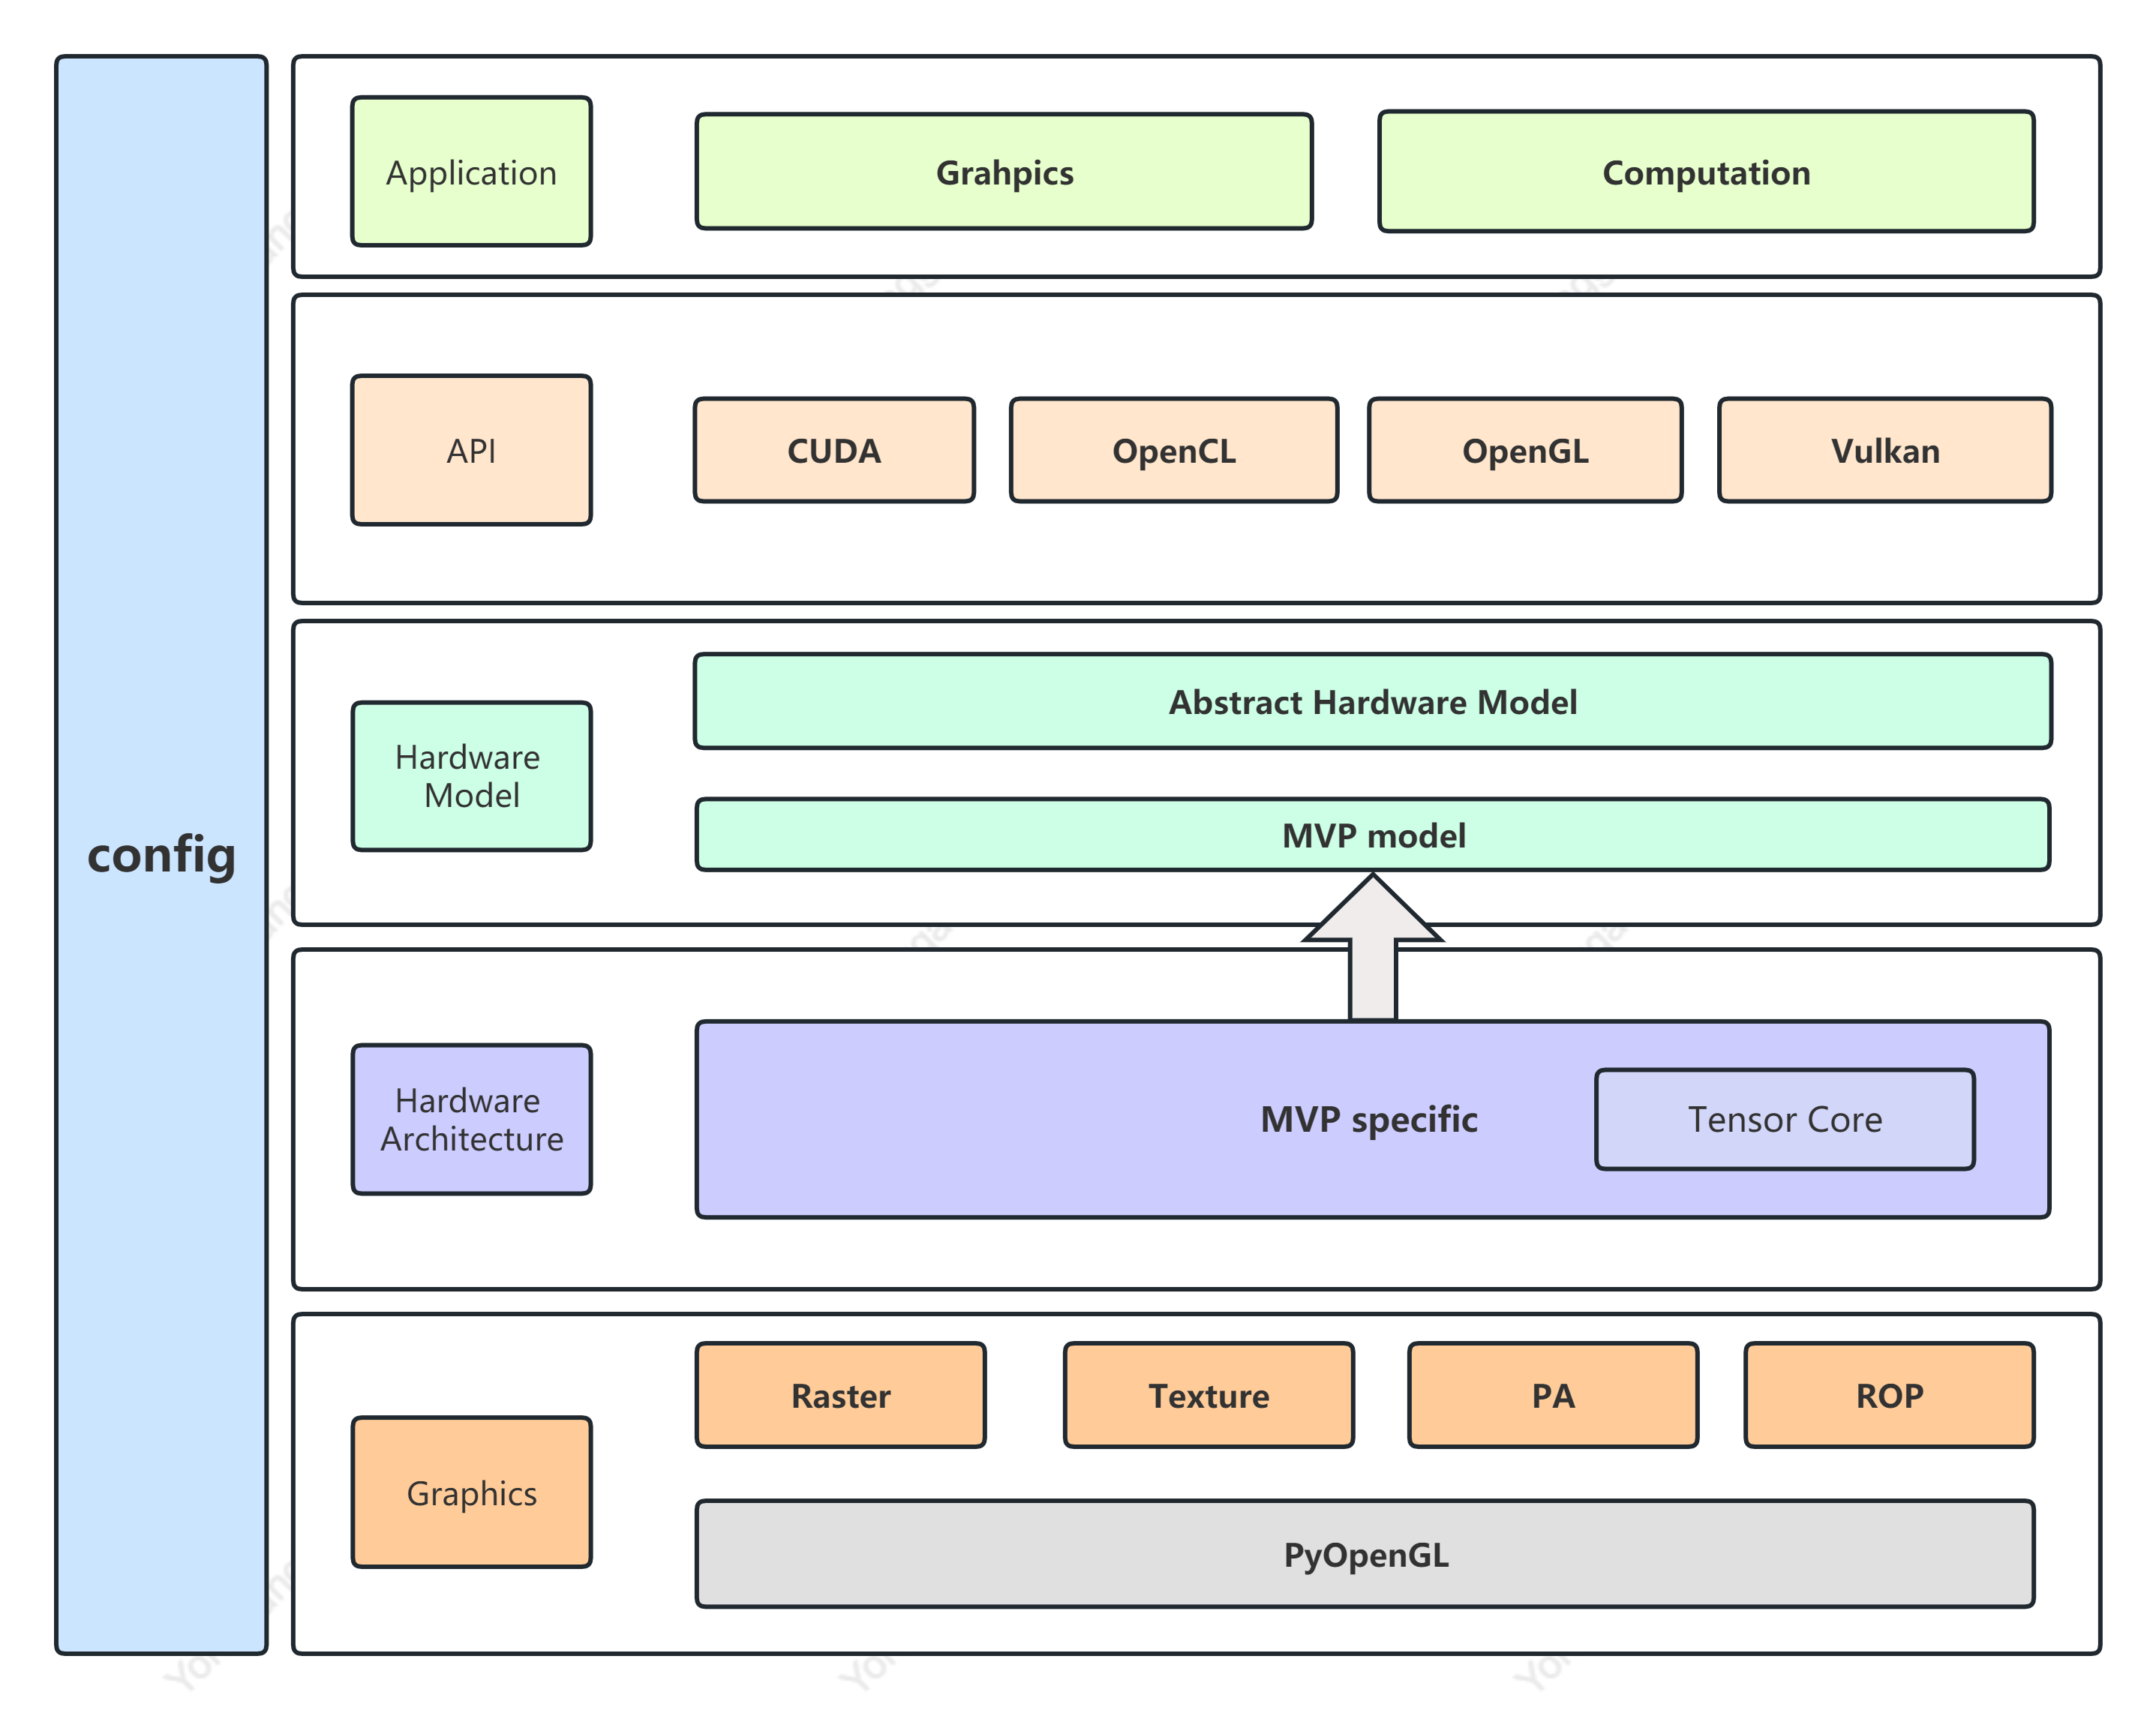 config
Application
Grahpics
Computation
API
CUDA
OpenCL
OpenGL
Vulkan
Hardware
Model
Abstract Hardware Model
MVP model
Hardware
Architecture
MVP specific
Tensor Core
Graphics
Raster
Texture
PA
ROP
PyOpenGL